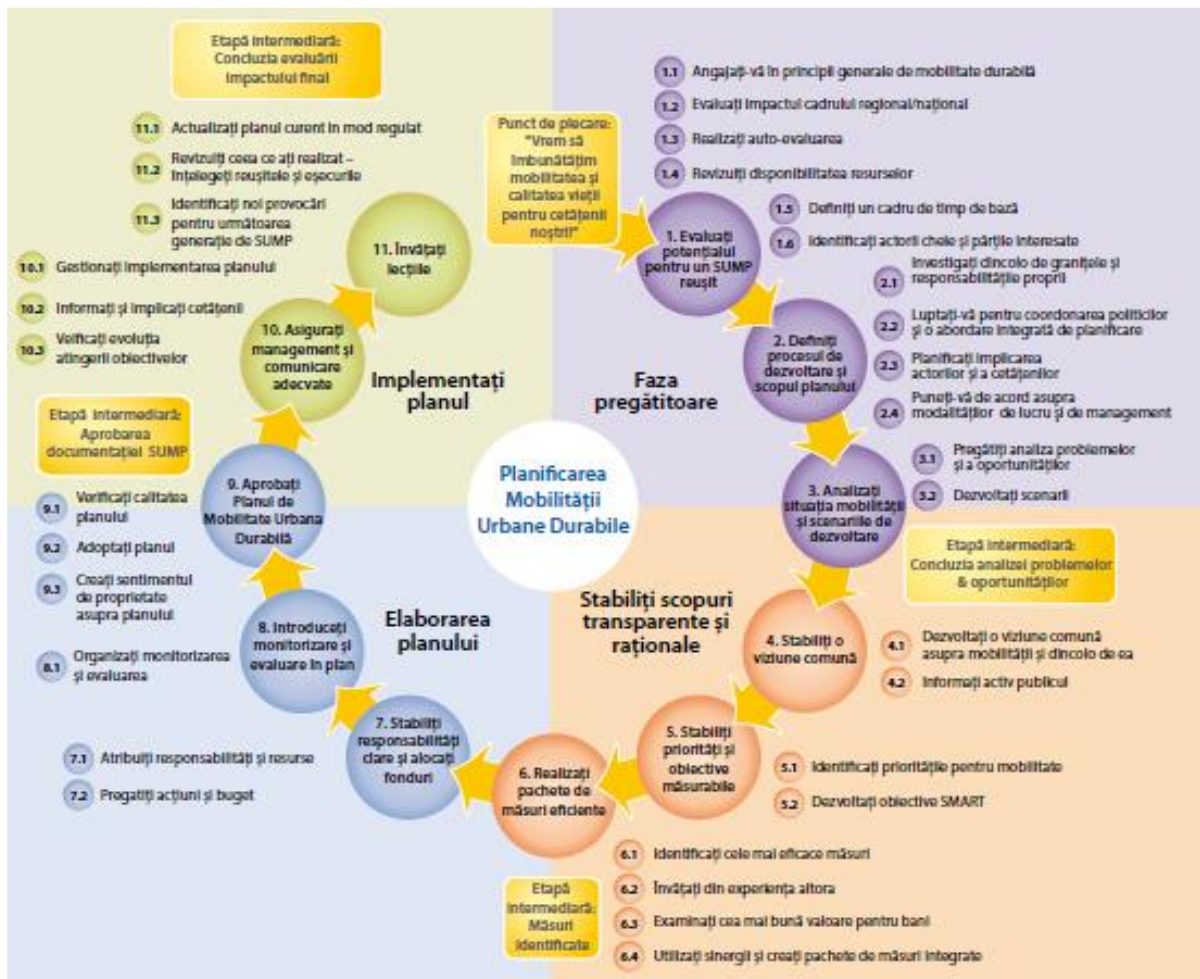 Etapă intermediară:
Concluzia evaluării
impactului final
11.1 Actualizați planul curent in mod regulat
11.2 Revizuiți ceea ce ați realizat –
înțelegeți reușitele și eșecurile
11.3 Identificați noi provocări
pentru următoarea
generație de SUMP
11. Învățați
lecțiile
10.1 Gestionați implementarea planului
10.2 Informați și implicați cetățenii
10.3 Veificați evoluția
atingerii obiectivelor
10. Asigurați
management și
comunicare
adecvate
Implementați
planul
Punct de plecare:
"Vrem să
îmbunătățim
mobilitatea și
calitatea vieții
pentru cetățenii
noștri!"
1.1 Angajați-vă în principii generale de mobilitate durabilă
1.2 Evaluați impactul cadrului regional/național
1.3 Realizați auto-evaluarea
1.4 Revizuiți disponibilitatea resurselor
1.5 Definiți un cadru de timp de bază
1.6 Identificați actorii cheie și părțile interesate
1. Evaluați
potențialul
pentru un SUMP
reușit
2.1 Investigați dincolo de granițele și
responsabilitățile proprii
2.2 Luptați-vă pentru coordonarea politicilor
și o abordare integrată de planificare
2.3 Planificați implicarea
actorilor și a cetățenilor
2.4 Puneți-vă de acord asupra
modalităților de lucru și de management
2. Definiți
procesul de
dezvoltare și
scopul planului
Faza
pregătitoare
3.1 Pregătiți analiza problemelor
și a oportunităților
3.2 Dezvoltați scenarii
3. Analizați
situația mobilității
și scenariile de
dezvoltare
Etapă intermediară:
Concluzia analizei problemelor
& oportunităților
Planificarea
Mobilității
Urbane Durabile
Stabiliți scopuri
transparente și
raționale
4. Stabiliți o
viziune comună
4.1 Dezvoltați o viziune comună
asupra mobilității și dincolo de ea
4.2 Informați activ publicul
5. Stabiliți
priorități și
obiective
măsurabile
5.1 Identificați prioritățile pentru mobilitate
5.2 Dezvoltați obiective SMART
6. Realizați
pachete de
măsuri eficiente
6.1 Identificați cele mai eficace măsuri
6.2 Învățați din experiența altora
6.3 Examinați cea mai bună valoare pentru bani
6.4 Utilizați sinergii și creați pachete de măsuri integrate
Etapă
intermediară:
Măsuri
identificate
Elaborarea
planului
7. Stabiliți
responsabilități
clare și alocați
fonduri
7.1 Atribuiți responsabilități și resurse
7.2 Pregatiți acțiuni și buget
8. Introduceți
monitorizare și
evaluare în plan
8.1 Organizați monitorizarea
și evaluarea
9. Aprobați
Planul de
Mobilitate Urbana
Durabilă
9.1 Verificați calitatea
planului
9.2 Adoptați planul
9.3 Creați sentimentul
de proprietate
asupra planului
Etapă intermediară:
Aprobarea
documentației SUMP